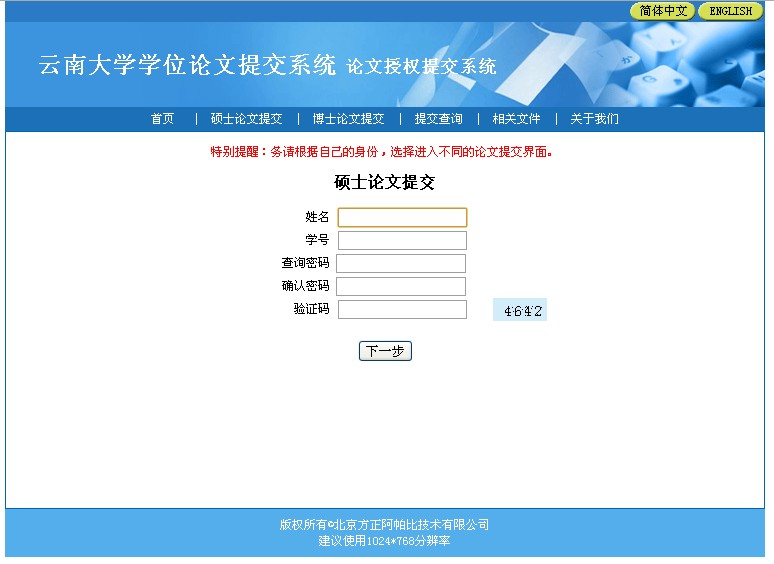 简体中文 ENGLISH
云南大学学位论文提交系统 论文授权提交系统
首页 | 硕士论文提交 | 博士论文提交 | 提交查询 | 相关文件 | 关于我们
特别提醒：务请根据自己的身份，选择进入不同的论文提交界面。
硕士论文提交
姓名
学号
查询密码
确认密码
验证码 4642
下一步
版权所有©北京方正阿帕比技术有限公司
建议使用1024*768分辨率